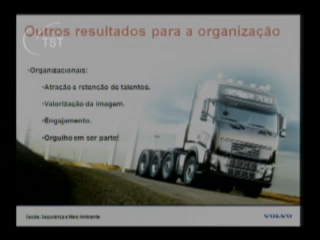 Outros resultados para a organização
TST
•Organizacionais:
•Atração e retenção de talentos.
•Valorização da imagem.
•Engajamento.
•Orgulho em ser parte!
Saúde, Segurança e Meio Ambiente
VOLVO